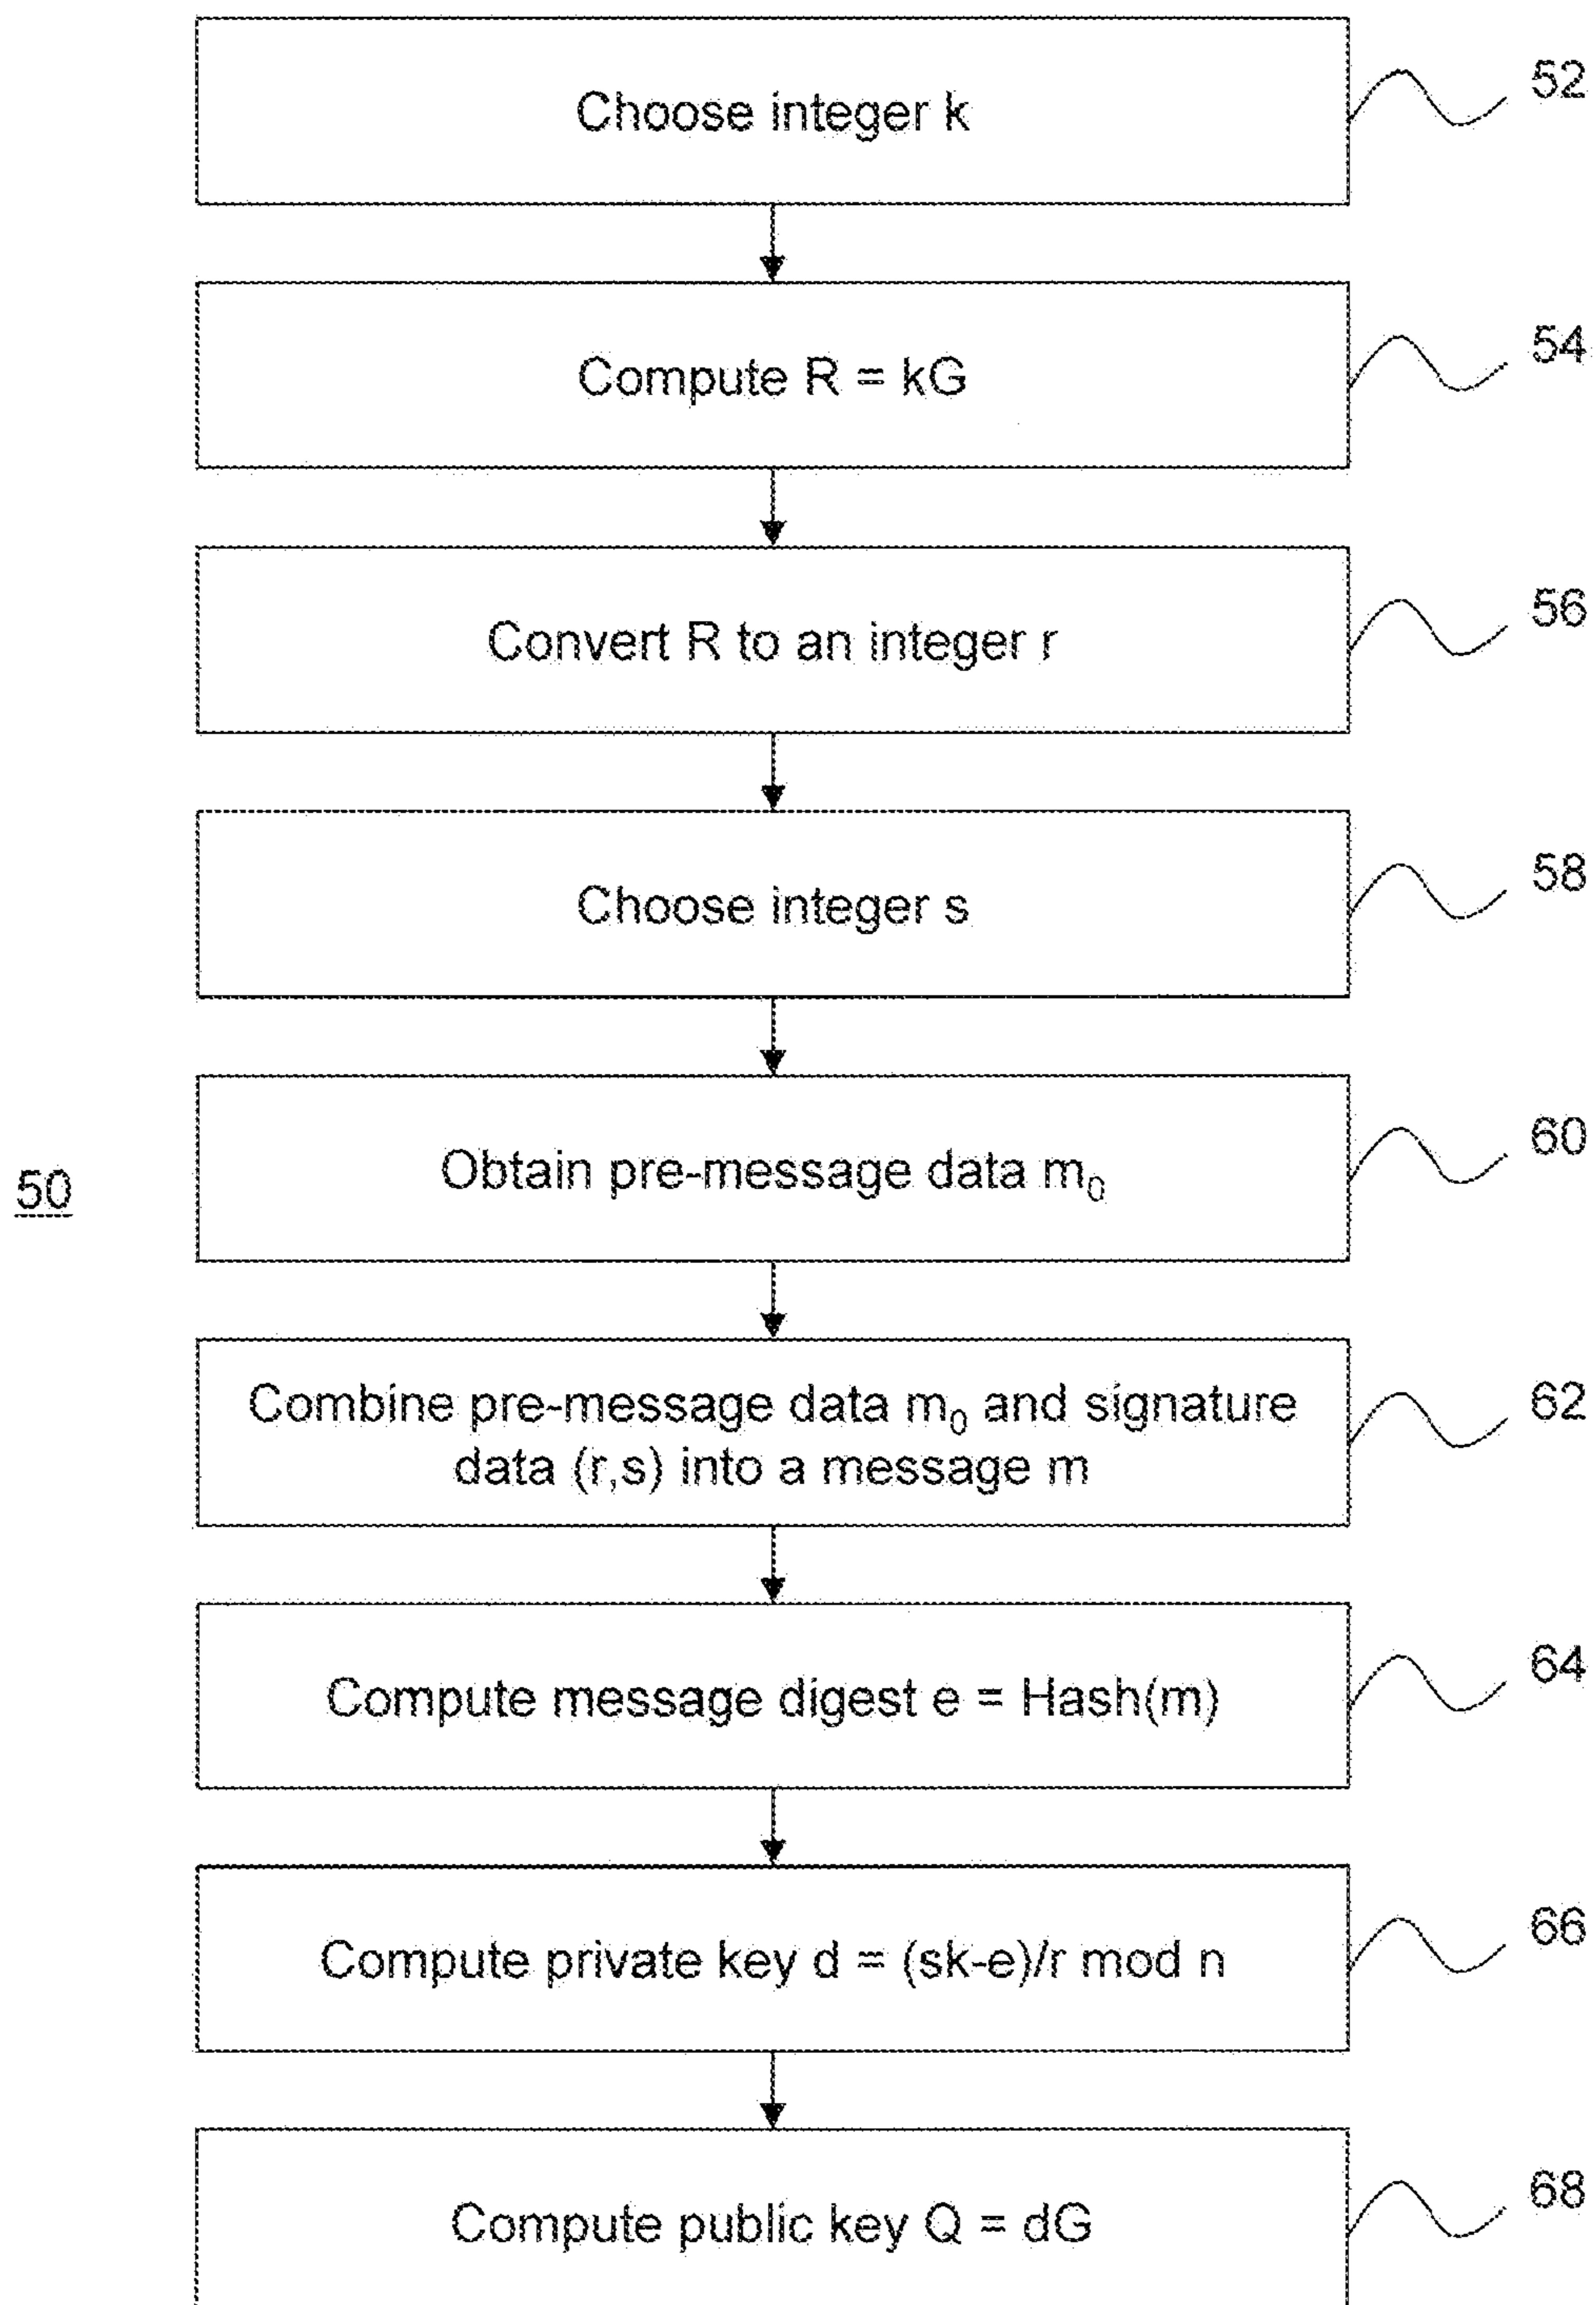 Choose integer k
52
Compute R = kG
54
Convert R to an integer r
56
Choose integer s
58
Obtain pre-message data m₀
60
50
Combine pre-message data m₀ and signature
data (r,s) into a message m
62
Compute message digest e = Hash(m)
64
Compute private key d = (sk-e)/r mod n
66
Compute public key Q = dG
68